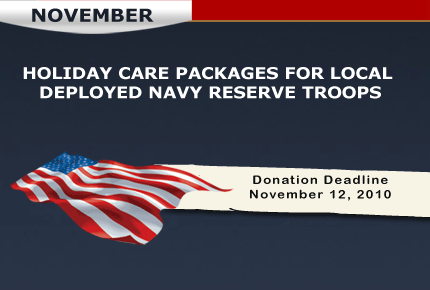 NOVEMBER
HOLIDAY CARE PACKAGES FOR LOCAL
DEPLOYED NAVY RESERVE TROOPS
Donation Deadline
November 12, 2010